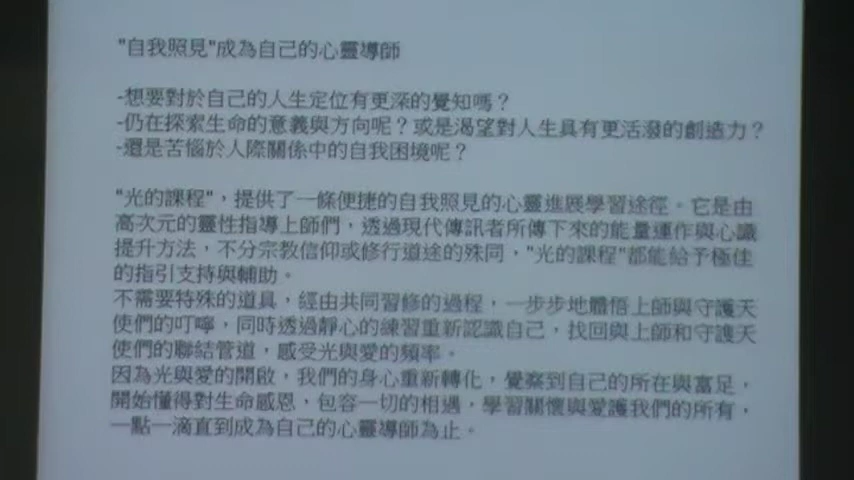 "自我照見"成為自己的心靈導師
-想要對於自己的人生定位有更深的覺知嗎？
-仍在探索生命的意義與方向呢？或是渴望對人生具有更活潑的創造力？
-還是苦惱於人際關係中的自我困境呢？
"光的課程"，提供了一條便捷的自我照見的心靈進展學習途徑。它是由
高次元的靈性指導上師們，透過現代傳訊者所傳下來的能量運作與心識
提升方法，不分宗教信仰或修行道途的殊同，"光的課程"都能給予極佳
的指引支持與輔助。
不需要特殊的道具，經由共同習修的過程，一步步地體悟上師與守護天
使們的叮嚀，同時透過靜心的練習重新認識自己，找回與上師和守護天
使們的聯結管道，感受光與愛的頻率。
因為光與愛的開啟，我們的身心重新轉化，覺察到自己的所在與富足，
開始懂得對生命感恩，包容一切的相遇，學習關懷與愛護我們的所有，
一點一滴直到成為自己的心靈導師為止。